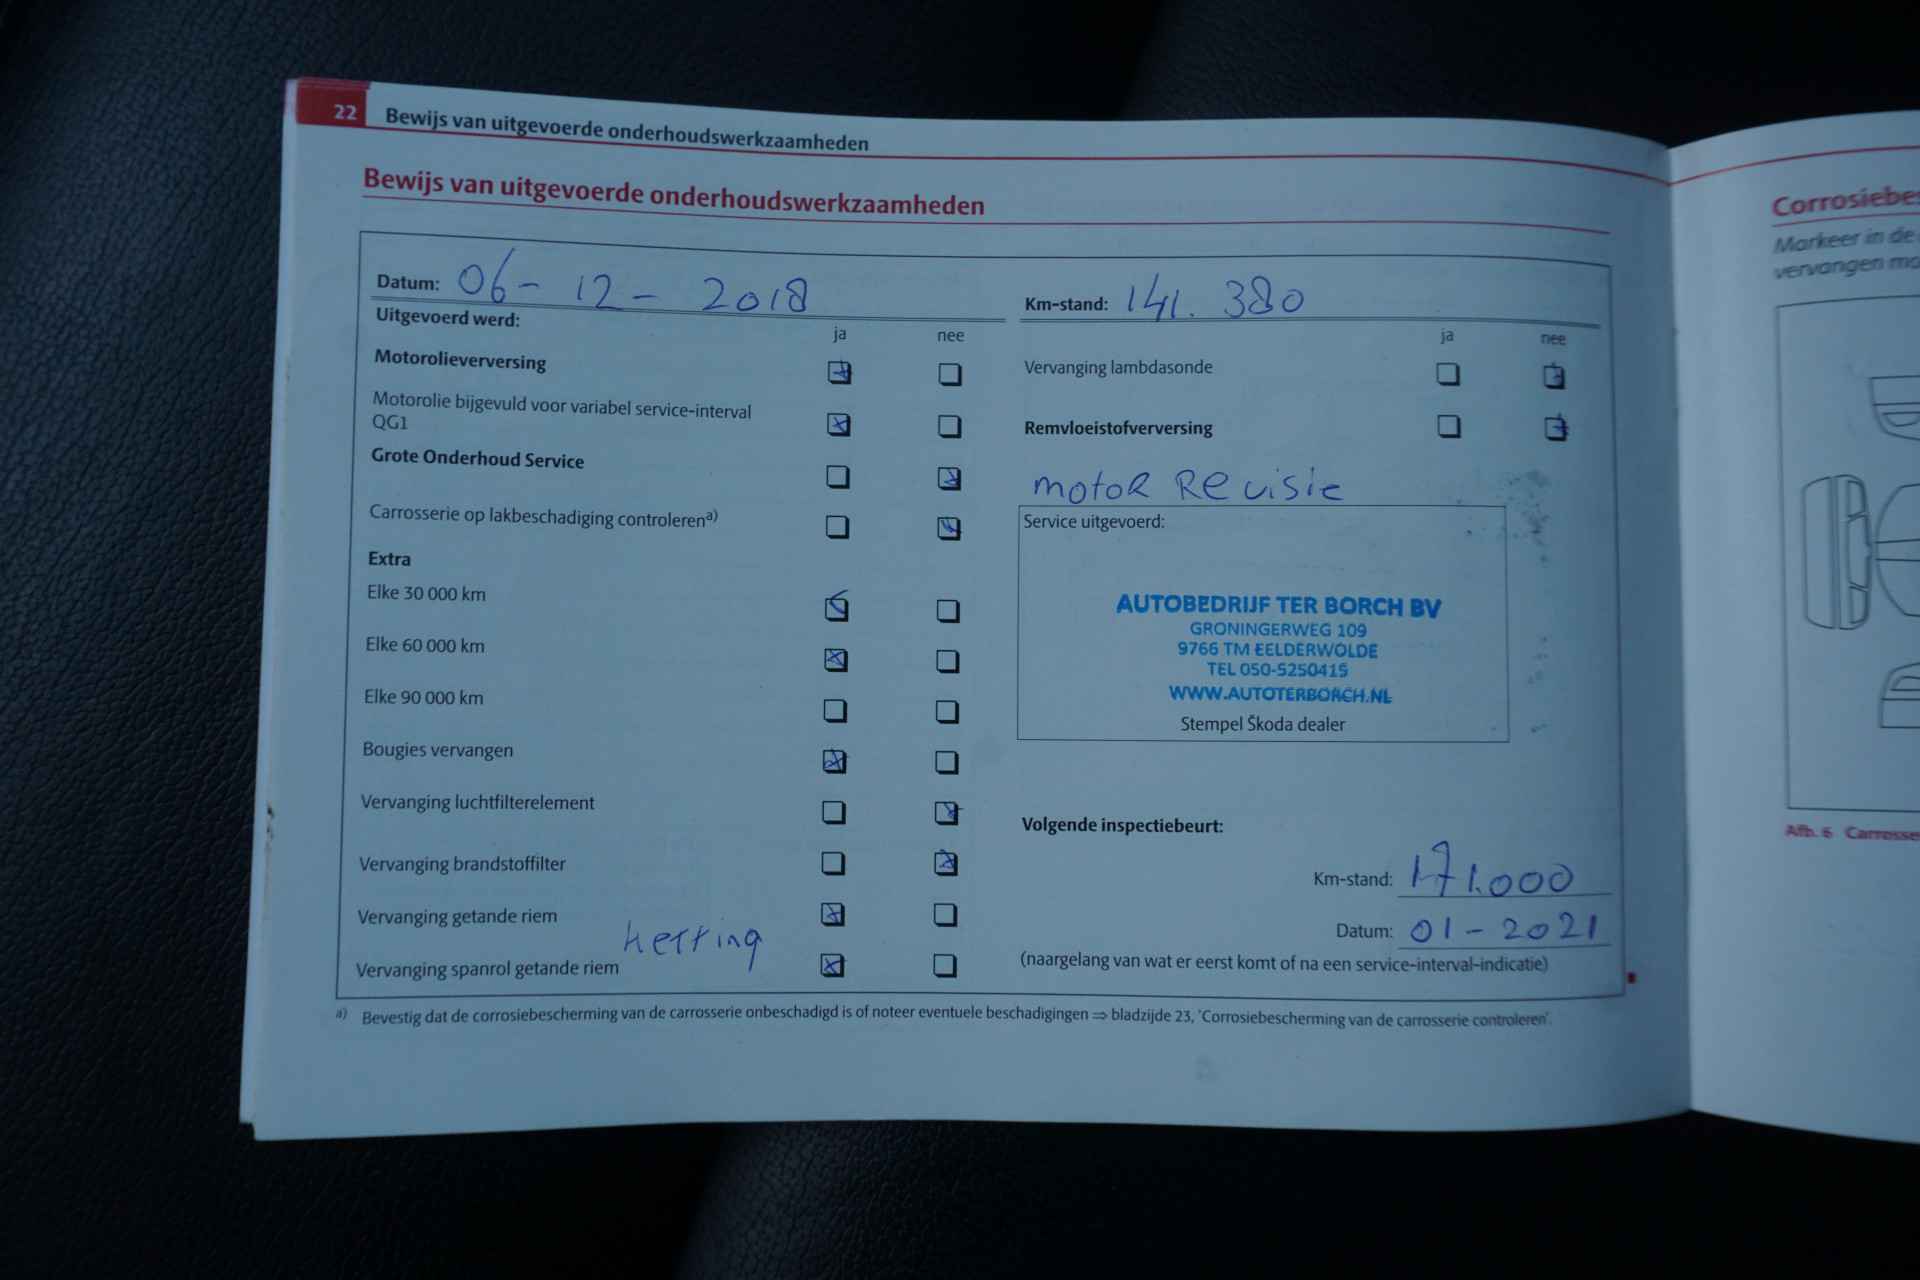 22 Bewijs van uitgevoerde onderhoudswerkzaamheden
Bewijs van uitgevoerde onderhoudswerkzaamheden
Datum: 06-12-2018
Uitgevoerd werd:
ja nee
Motorolieverversing
Motorolie bijgevuld voor variabel service-interval
QG1
Grote Onderhoud Service
Carrosserie op lakbeschadiging controleren a)
Extra
Elke 30 000 km
Elke 60 000 km
Elke 90 000 km
Bougies vervangen
Vervanging luchtfilterelement
Vervanging brandstoffilter
Vervanging getande riem
ketting
Vervanging spanrol getande riem
Km-stand: 141.380
ja nee
Vervanging lambdasonde
Remvloeistofverversing
motor Revisie
Service uitgevoerd:
AUTOBEDRIJF TER BORCH BV
GRONINGERWEG 109
9766 TM EELDERWOLDE
TEL 050-5250415
WWW.AUTOTERBORCH.NL
Stempel Škoda dealer
Volgende inspectiebeurt:
Km-stand: 171.000
Datum: 01-2021
(naargelang van wat er eerst komt of na een service-interval-indicatie)
a) Bevestig dat de corrosiebescherming van de carrosserie onbeschadigd is of noteer eventuele beschadigingen ⇒ bladzijde 23, "Corrosiebescherming van de carrosserie controleren".
Markeer in de
vervangen
Afb. 6